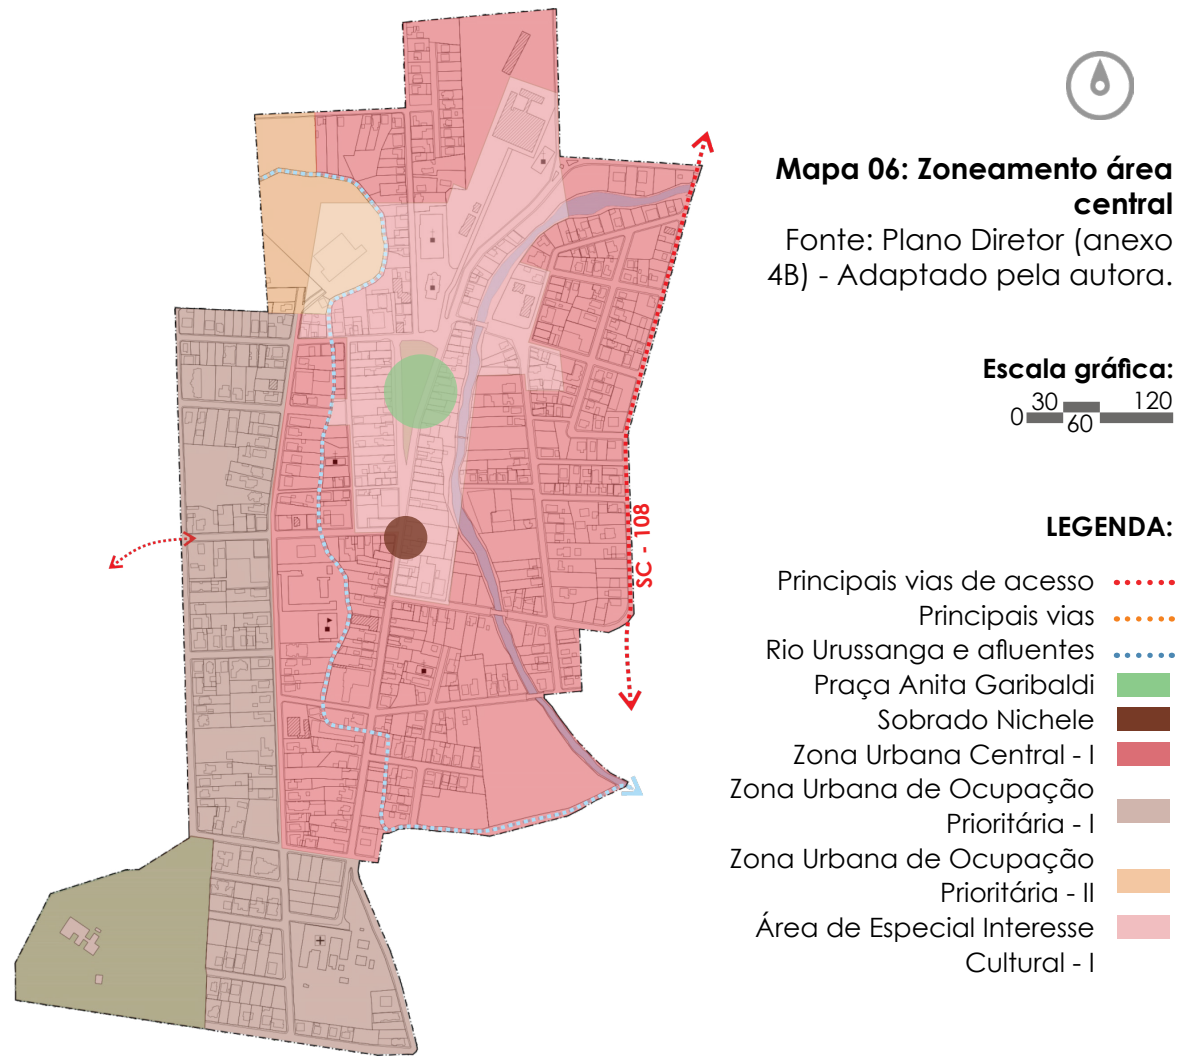 Mapa 06: Zoneamento área
central
Fonte: Plano Diretor (anexo
4B) - Adaptado pela autora.
Escala gráfica:
0 30 60 120
SC - 108
LEGENDA:
Principais vias de acesso
Principais vias
Rio Urussanga e afluentes
Praça Anita Garibaldi
Sobrado Nichele
Zona Urbana Central - I
Zona Urbana de Ocupação
Prioritária - I
Zona Urbana de Ocupação
Prioritária - II
Área de Especial Interesse
Cultural - I